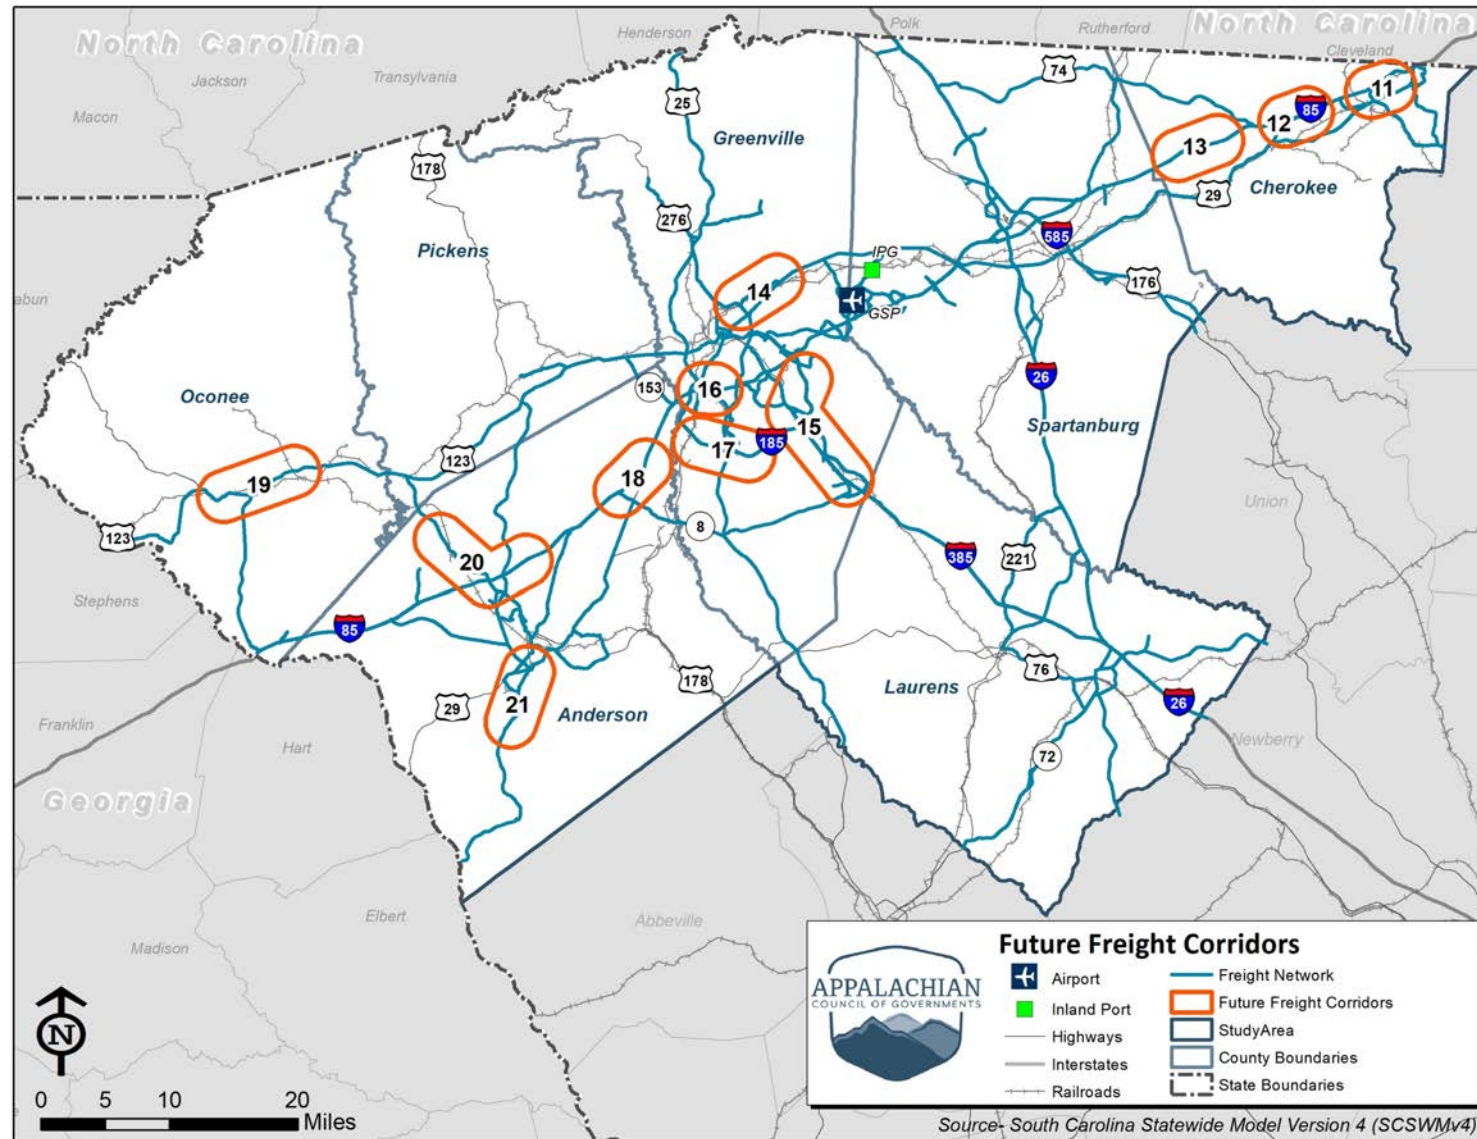 North Carolina
North Carolina
Polk
Rutherford
Henderson
Cleveland
Jackson
Transylvania
Macon
74
11
85
12
25
Greenville
13
178
29
Cherokee
276
585
Pickens
IPG
176
14
GSP
abun
26
153
16
Oconee
15
185
Spartanburg
17
123
18
19
Union
8
123
385
221
20
Stephens
85
76
178
Laurens
26
29
21
Anderson
Franklin
Hart
Newberry
72
Georgia
Elbert
Abbeville
Madison
N
0 5 10 20
Miles
APPALACHIAN
COUNCIL OF GOVERNMENTS
Future Freight Corridors
Airport
Inland Port
Highways
Interstates
Railroads
Freight Network
Future Freight Corridors
StudyArea
County Boundaries
State Boundaries
Source- South Carolina Statewide Model Version 4 (SCSWMv4)